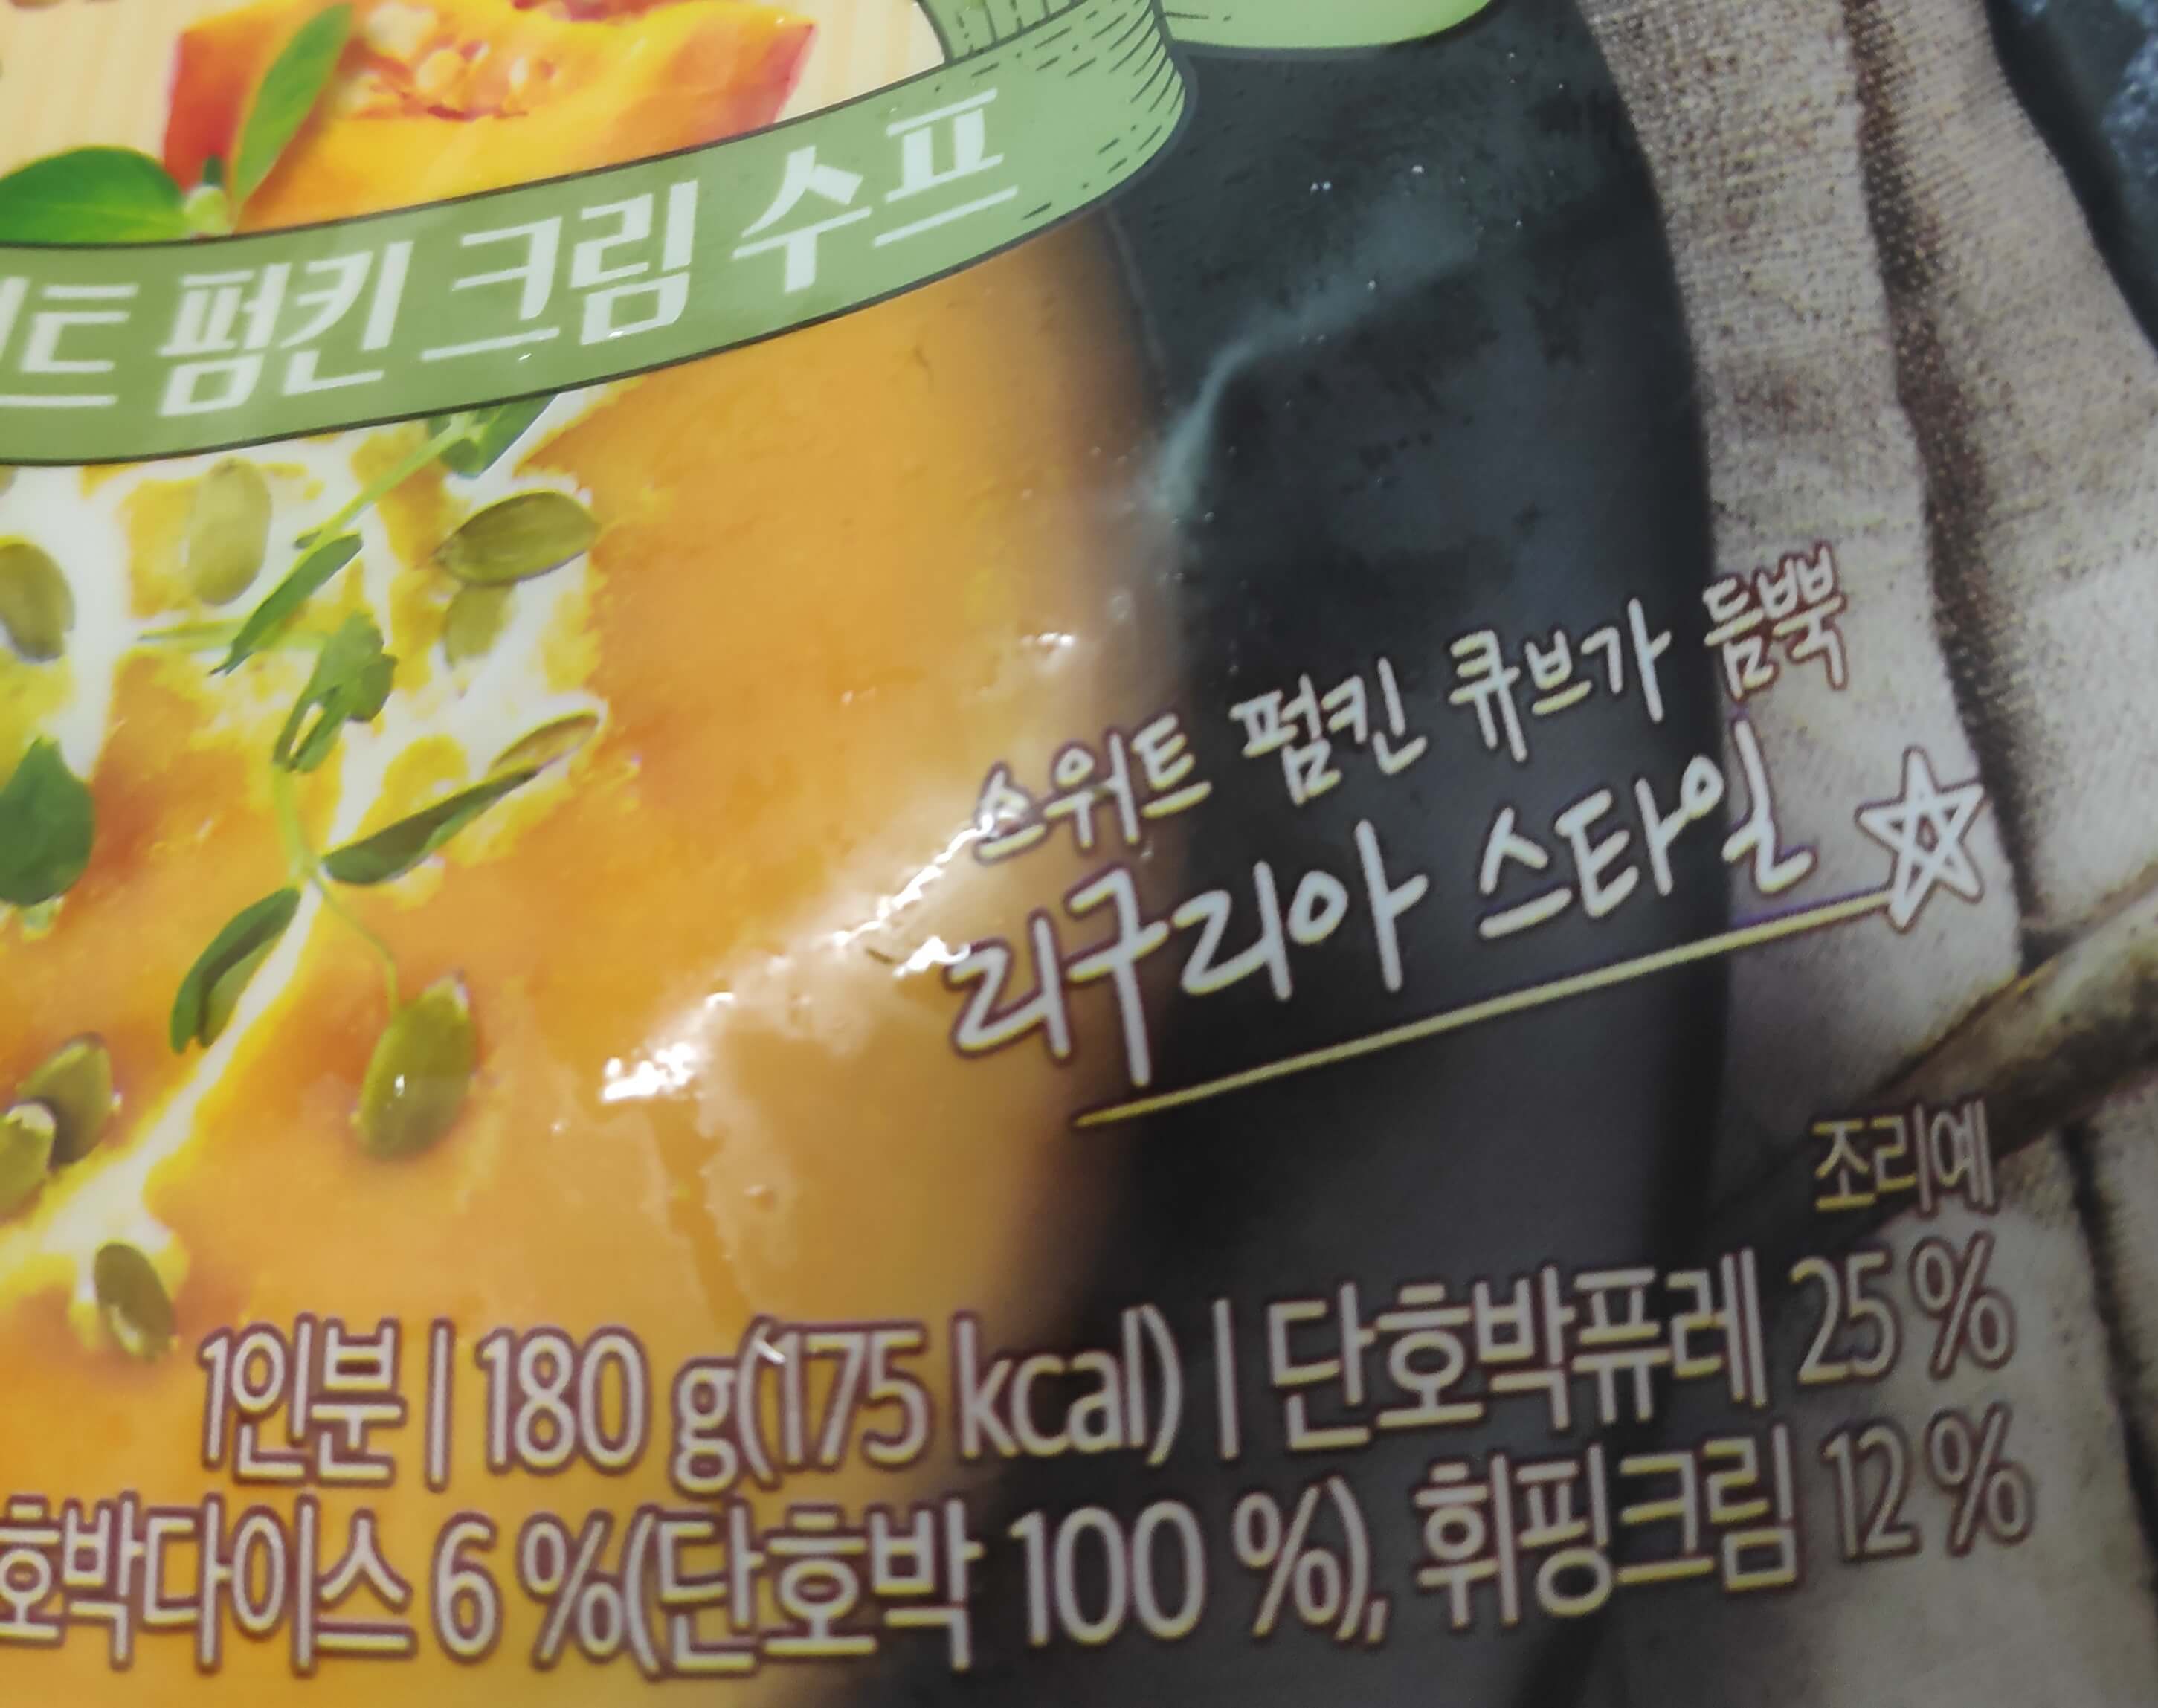 트 펌킨 크림 수프
스위트 펌킨 큐브가 듬뿍
리구리아 스타일
조리예
1인분 | 180 g(175 kcal) | 단호박퓨레 25 %
호박다이스 6 %(단호박 100 %), 휘핑크림 12 %